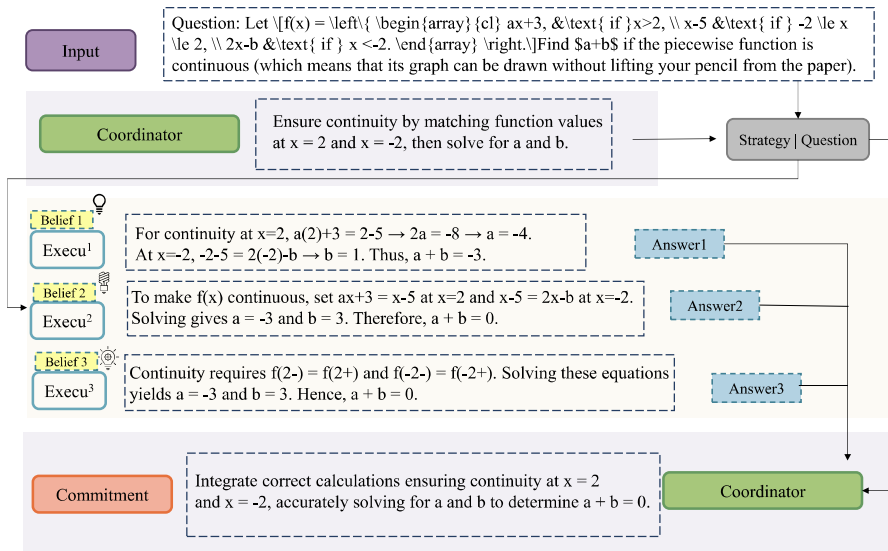 Input
Question: Let \[f(x) = \left\{ \begin{array}{cl} ax+3, &\text{ if }x>2, \\ x-5 &\text{ if } -2 \le x
\le 2, \\ 2x-b &\text{ if } x <-2. \end{array} \right.\]Find $a+b$ if the piecewise function is
continuous (which means that its graph can be drawn without lifting your pencil from the paper).
Coordinator
Ensure continuity by matching function values
at x = 2 and x = -2, then solve for a and b.
Strategy | Question
Belief 1
Execu¹
For continuity at x=2, a(2)+3 = 2-5 → 2a = -8 → a = -4.
At x=-2, -2-5 = 2(-2)-b → b = 1. Thus, a + b = -3.
Answer1
Belief 2
Execu²
To make f(x) continuous, set ax+3 = x-5 at x=2 and x-5 = 2x-b at x=-2.
Solving gives a = -3 and b = 3. Therefore, a + b = 0.
Answer2
Belief 3
Execu³
Continuity requires f(2-) = f(2+) and f(-2-) = f(-2+). Solving these equations
yields a = -3 and b = 3. Hence, a + b = 0.
Answer3
Commitment
Integrate correct calculations ensuring continuity at x = 2
and x = -2, accurately solving for a and b to determine a + b = 0.
Coordinator